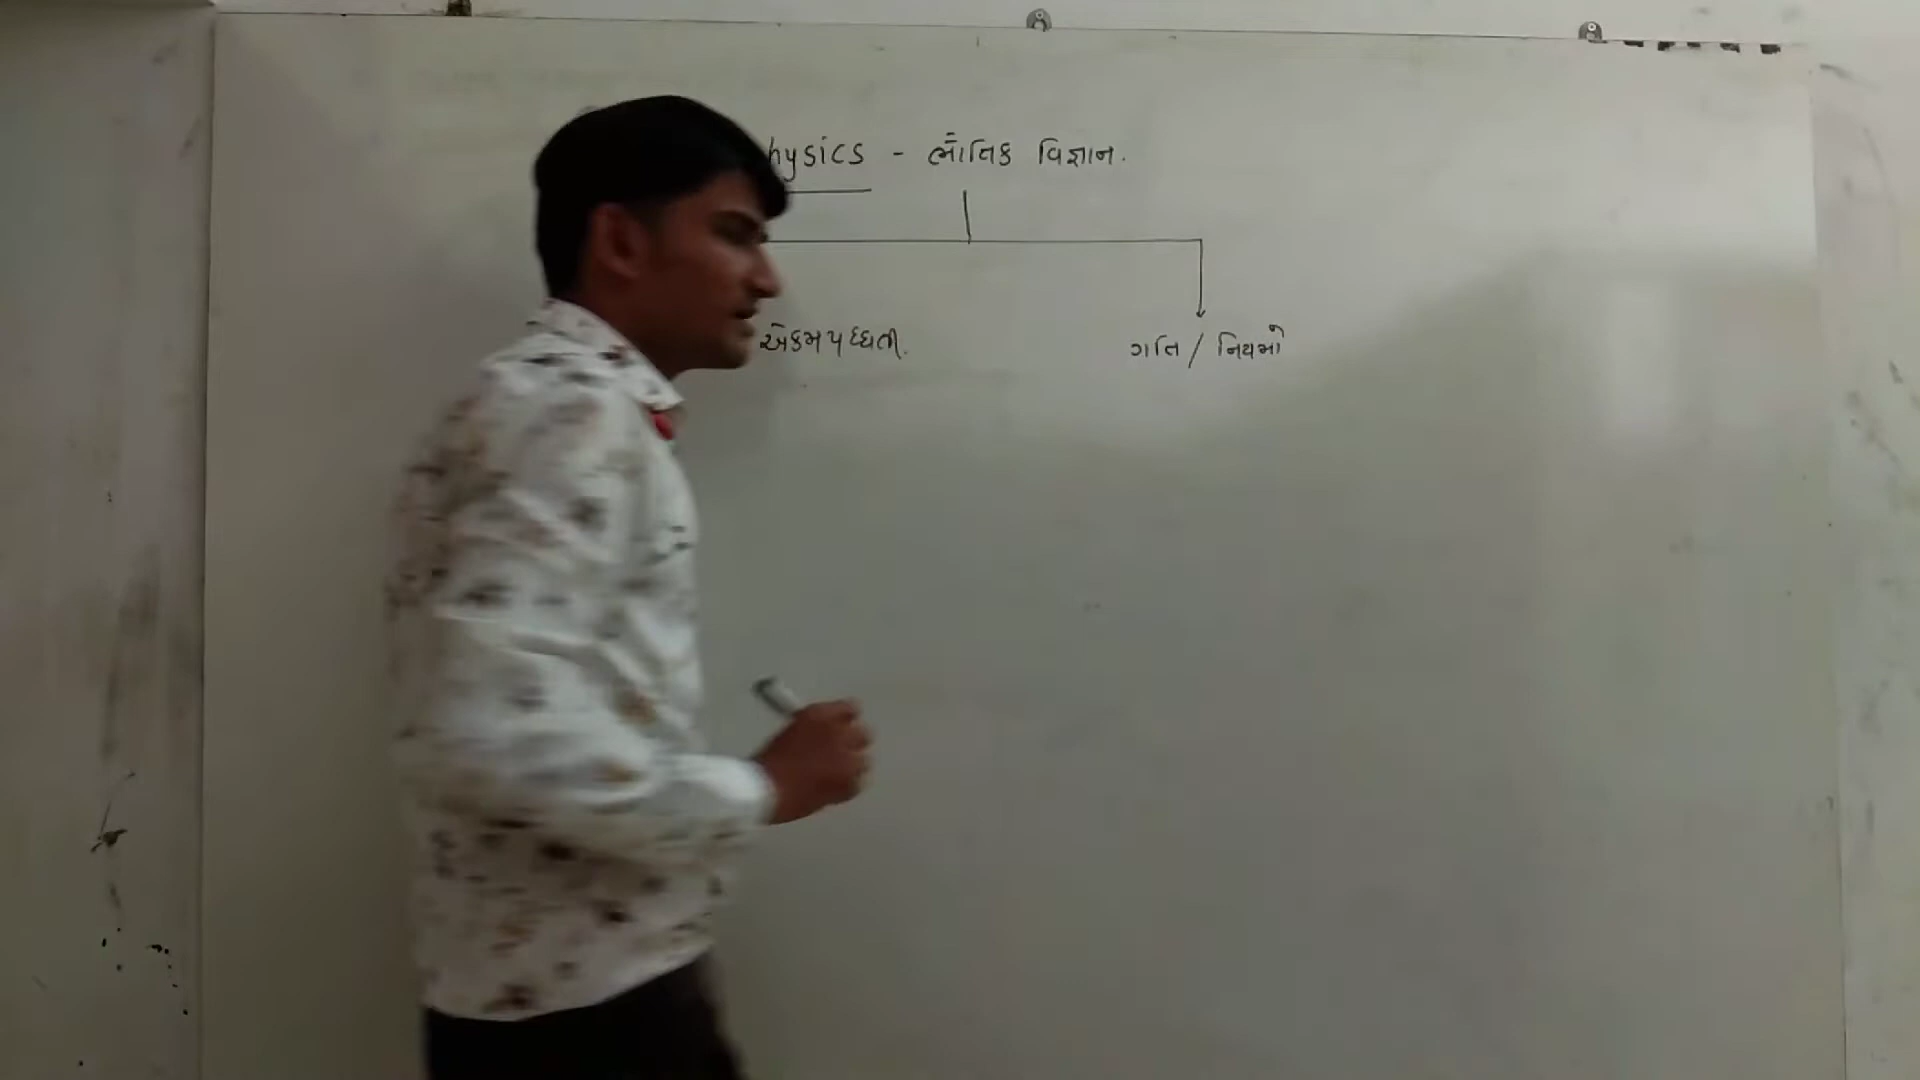 hysics - ભૌતિક વિજ્ઞાન.
એકમ પધ્ધતી. ગતિ / નિયમો